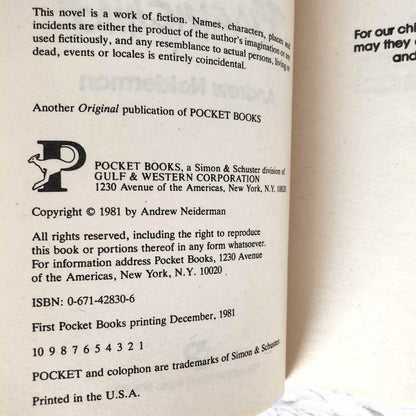 This novel is a work of fiction. Names, characters, places and
incidents are either the product of the author's imagination or are
used fictitiously, and any resemblance to actual persons, living or
dead, events or locales is entirely coincidental.
Another Original publication of POCKET BOOKS
P
POCKET BOOKS, a Simon & Schuster division of
GULF & WESTERN CORPORATION
1230 Avenue of the Americas, New York, N.Y. 10020
Copyright © 1981 by Andrew Neiderman
All rights reserved, including the right to reproduce
this book or portions thereof in any form whatsoever.
For information address Pocket Books, 1230 Avenue
of the Americas, New York, N.Y. 10020
ISBN: 0-671-42830-6
First Pocket Books printing December, 1981
10 9 8 7 6 5 4 3 2 1
POCKET and colophon are trademarks of Simon & Schuster.
Printed in the U.S.A.
For our chi
may they
and